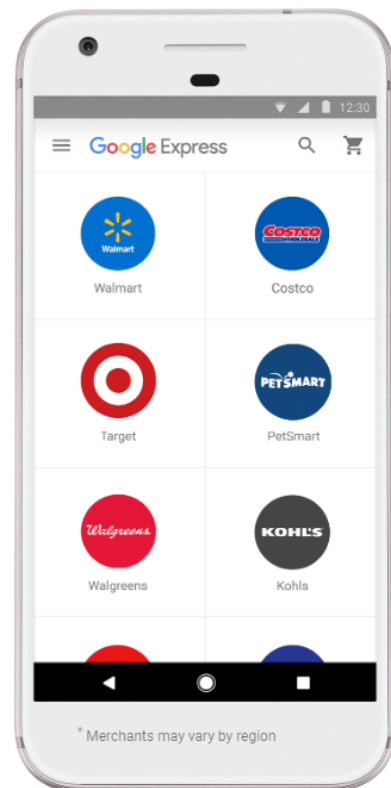 12:30
Google Express
Walmart
Walmart
COSTCO
WHOLESALE
Costco
Target
PETSMART
PetSmart
Walgreens
Walgreens
KOHL'S
Kohls
* Merchants may vary by region